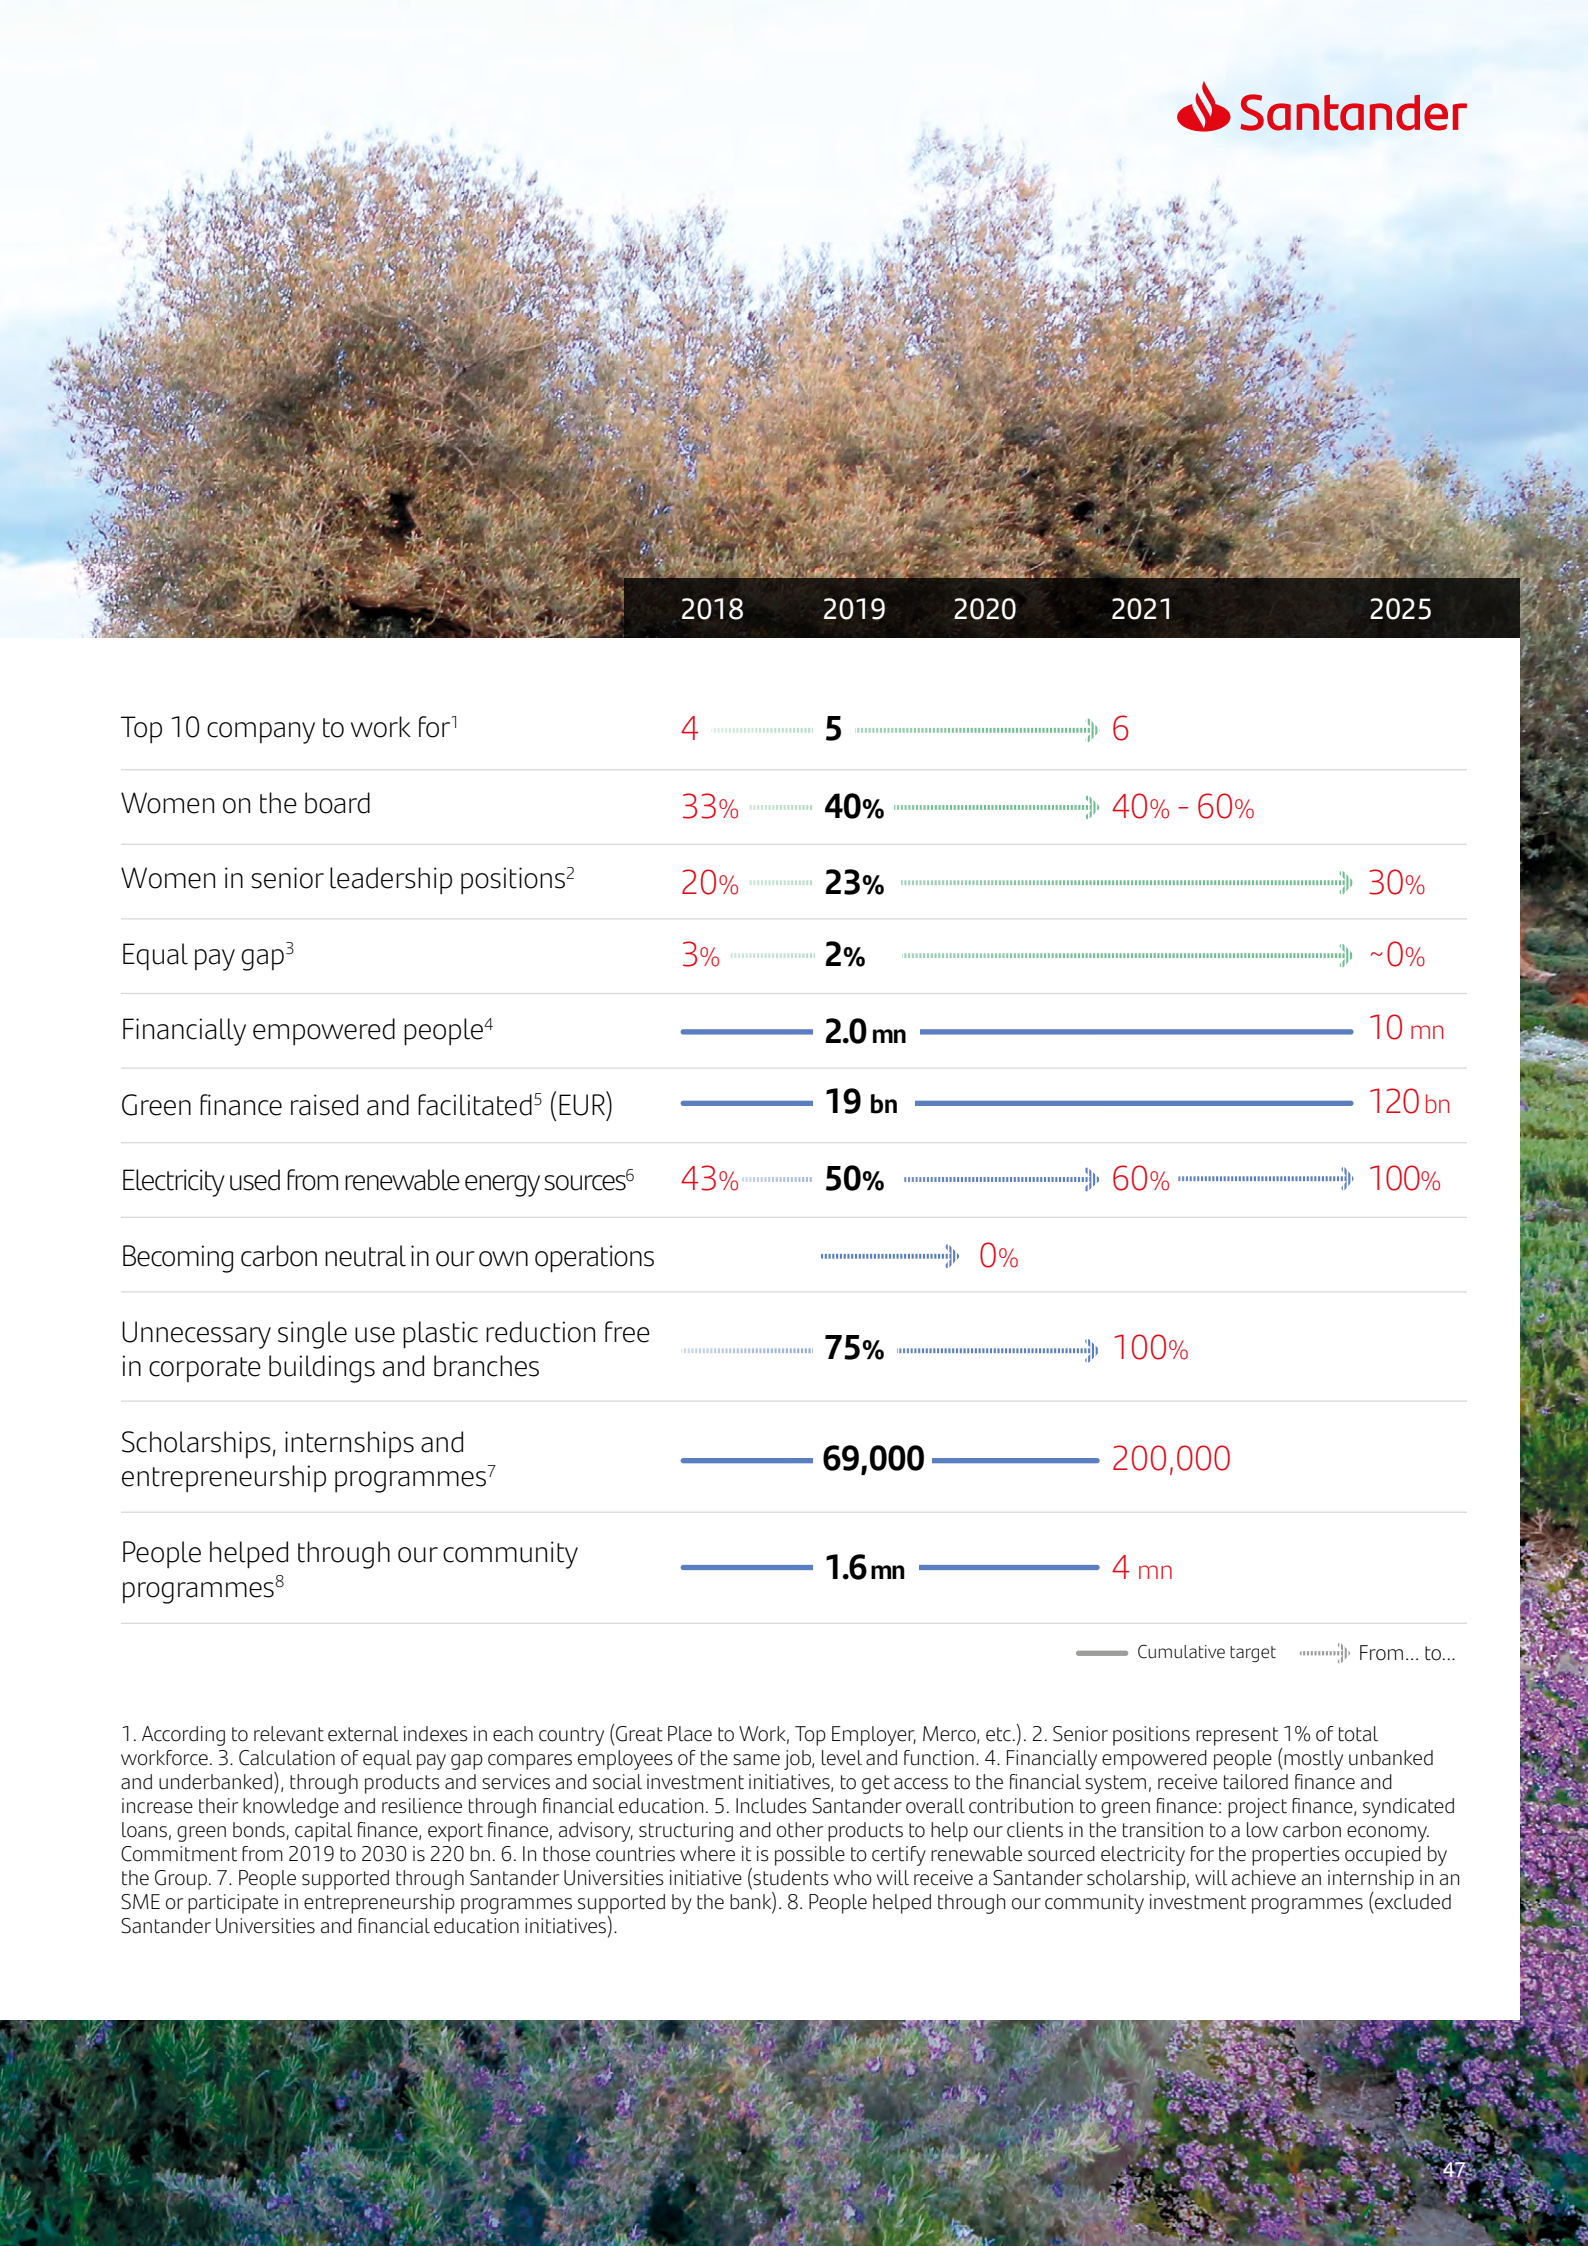 Santander
2018 2019 2020 2021 2025
Top 10 company to work for¹ 4 5 6
Women on the board 33% 40% 40% - 60%
Women in senior leadership positions² 20% 23% 30%
Equal pay gap³ 3% 2% ~0%
Financially empowered people⁴ 2.0 mn 10 mn
Green finance raised and facilitated⁵ (EUR) 19 bn 120 bn
Electricity used from renewable energy sources⁶ 43% 50% 60% 100%
Becoming carbon neutral in our own operations 0%
Unnecessary single use plastic reduction free
in corporate buildings and branches 75% 100%
Scholarships, internships and
entrepreneurship programmes⁷ 69,000 200,000
People helped through our community
programmes⁸ 1.6 mn 4 mn
Cumulative target From... to...
1. According to relevant external indexes in each country (Great Place to Work, Top Employer, Merco, etc.). 2. Senior positions represent 1% of total
workforce. 3. Calculation of equal pay gap compares employees of the same job, level and function. 4. Financially empowered people (mostly unbanked
and underbanked), through products and services and social investment initiatives, to get access to the financial system, receive tailored finance and
increase their knowledge and resilience through financial education. 5. Includes Santander overall contribution to green finance: project finance, syndicated
loans, green bonds, capital finance, export finance, advisory, structuring and other products to help our clients in the transition to a low carbon economy.
Commitment from 2019 to 2030 is 220 bn. 6. In those countries where it is possible to certify renewable sourced electricity for the properties occupied by
the Group. 7. People supported through Santander Universities initiative (students who will receive a Santander scholarship, will achieve an internship in an
SME or participate in entrepreneurship programmes supported by the bank). 8. People helped through our community investment programmes (excluded
Santander Universities and financial education initiatives).
47